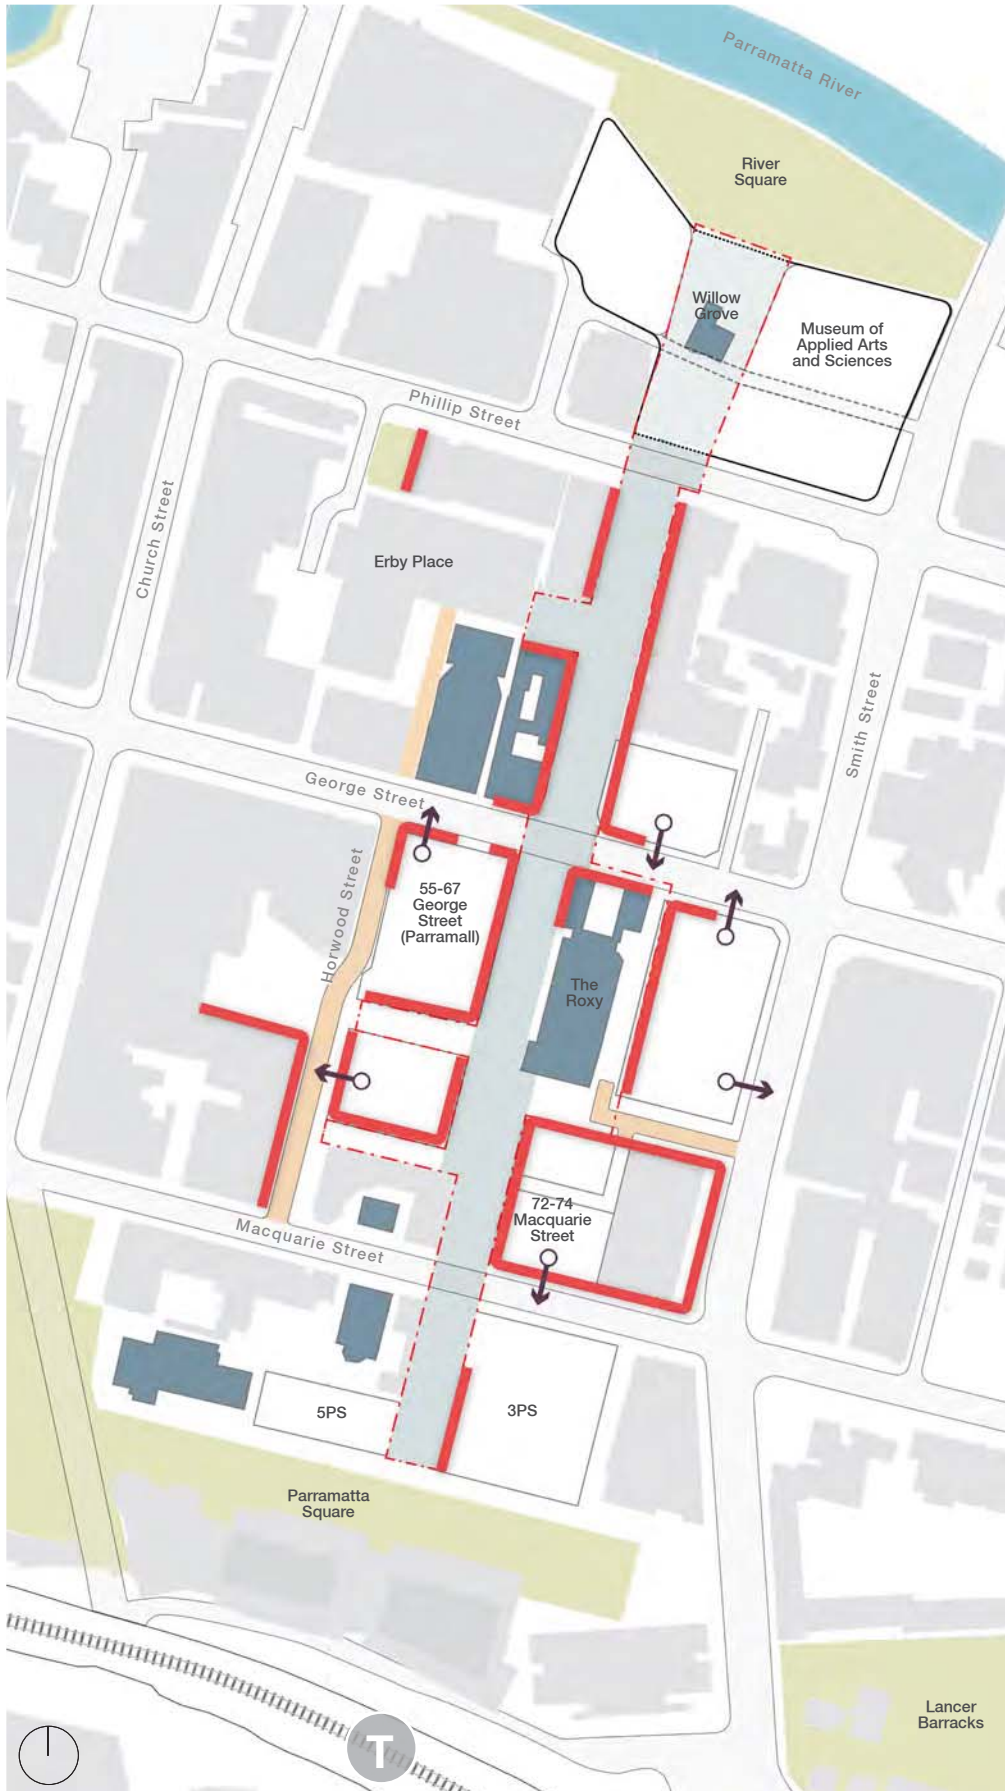 Parramatta River
River
Square
Willow
Grove
Museum of
Applied Arts
and Sciences
Phillip Street
Church Street
Erby Place
Smith Street
George Street
Horwood Street
55-67
George
Street
(Parramall)
The
Roxy
72-74
Macquarie
Street
Macquarie Street
5PS
3PS
Parramatta
Square
Lancer
Barracks
T